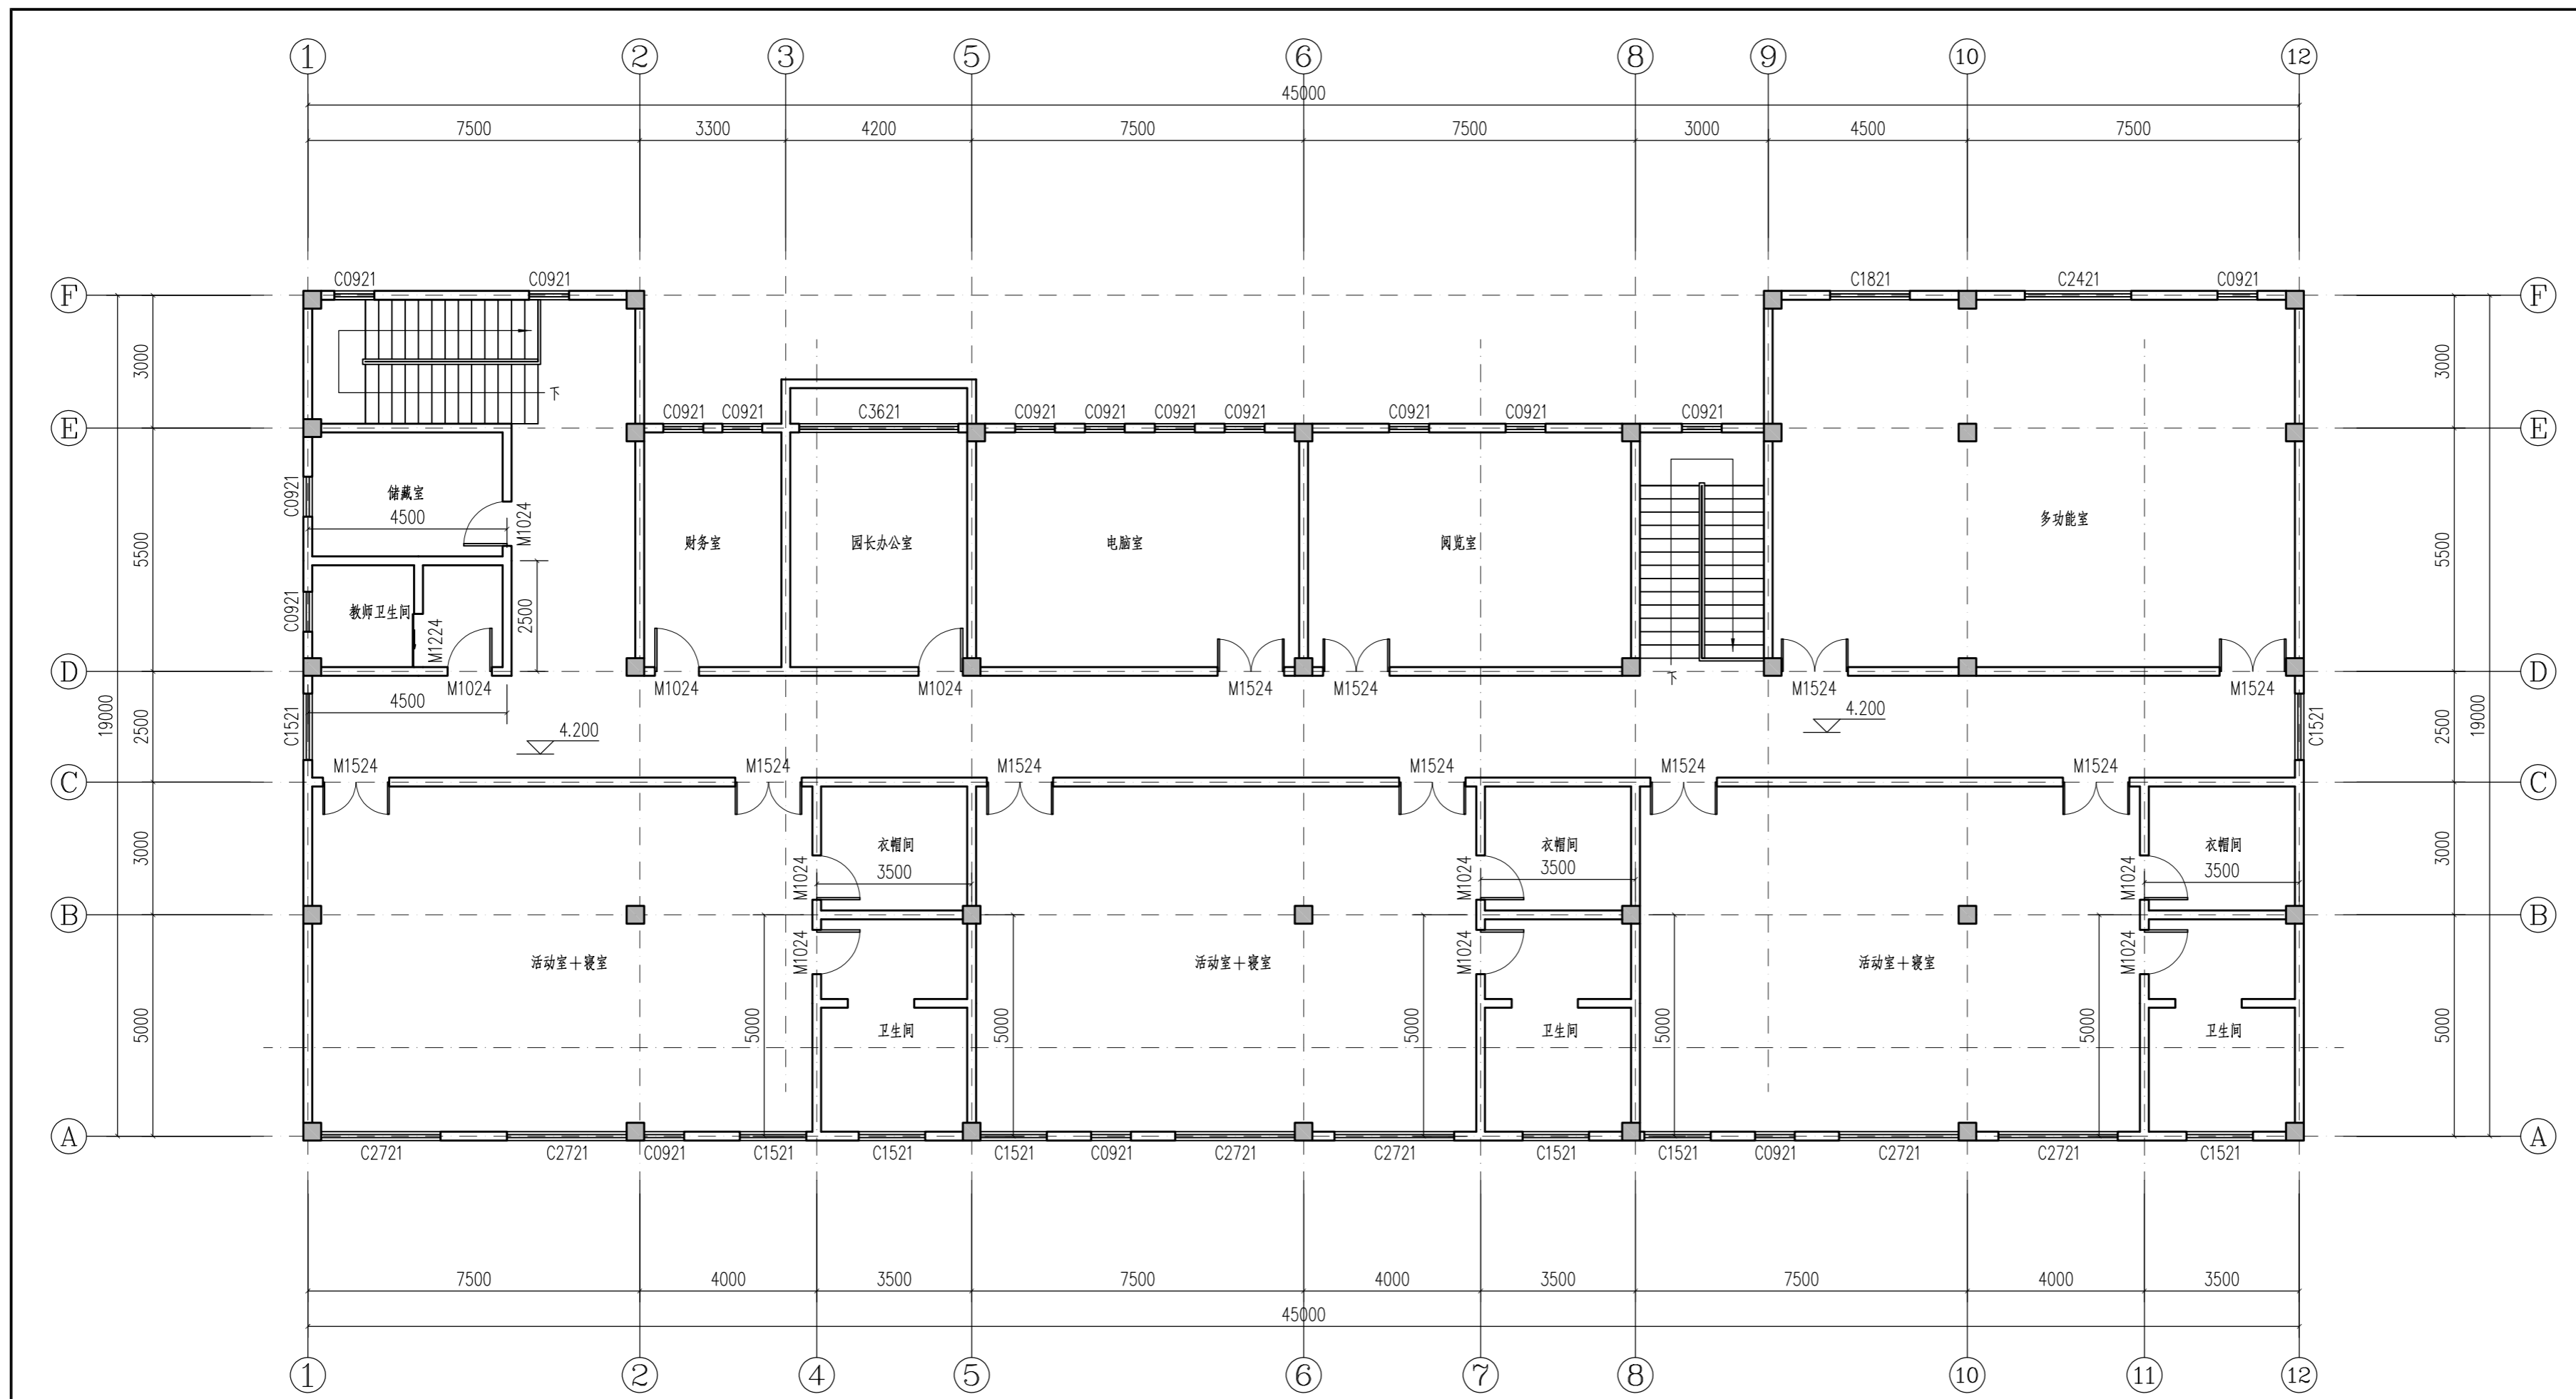 1 2 3 5 6 8 9 10 12
45000
7500 3300 4200 7500 7500 3000 4500 7500
C0921 C0921 C1821 C2421 C0921
F F
3000 3000
下
C0921 C0921 C3621 C0921 C0921 C0921 C0921 C0921 C0921 C0921
E E
C0921 储藏室 4500 M1024
5500 财务室 园长办公室 电脑室 阅览室 多功能室 5500
C0921 教师卫生间 M1224 2500
D D
M1024 M1024 M1024 M1524 M1524 下 M1524 M1524
4500
19000 2500 C1521 4.200 4.200 C1521 2500 19000
M1524 M1524 M1524 M1524 M1524 M1524
C C
3000 衣帽间 衣帽间 衣帽间 3000
M1024 3500 M1024 3500 M1024 3500
B B
活动室+寝室 M1024 活动室+寝室 M1024 活动室+寝室 M1024
5000 5000 卫生间 5000 5000 卫生间 5000 5000 卫生间 5000
A A
C2721 C2721 C0921 C1521 C1521 C1521 C0921 C2721 C2721 C1521 C1521 C0921 C2721 C2721 C1521
7500 4000 3500 7500 4000 3500 7500 4000 3500
45000
1 2 4 5 6 7 8 10 11 12